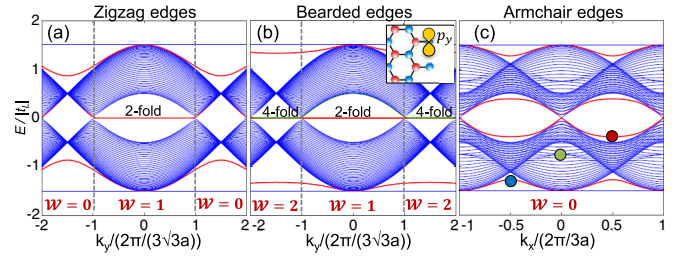 Zigzag edges
Bearded edges
Armchair edges
(a)
(b)
(c)
p_y
E/|t_l|
2
1
0
-1
-2
2-fold
4-fold
2-fold
4-fold
𝒲 = 0
𝒲 = 1
𝒲 = 0
𝒲 = 2
𝒲 = 1
𝒲 = 2
𝒲 = 0
-2
-1
0
1
2
-2
-1
0
1
2
-1
-0.5
0
0.5
1
k_y/(2π/(3√3a))
k_y/(2π/(3√3a))
k_x/(2π/3a)